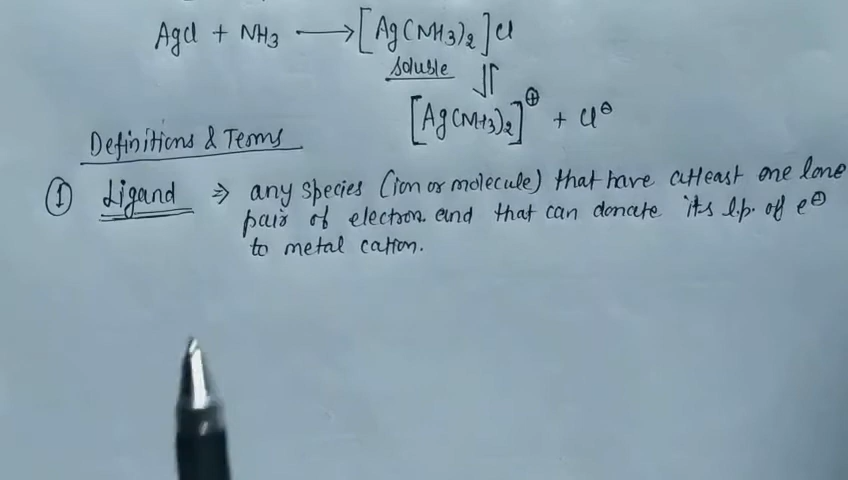 AgCl + NH3 ⟶ [Ag(NH3)2]Cl
soluble ⇌
[Ag(NH3)2]⊕ + Cl⊖
Definitions & Terms
① Ligand ⇒ any species (ion or molecule) that have atleast one lone
pair of electron and that can donate its l.p. of e⊖
to metal cation.